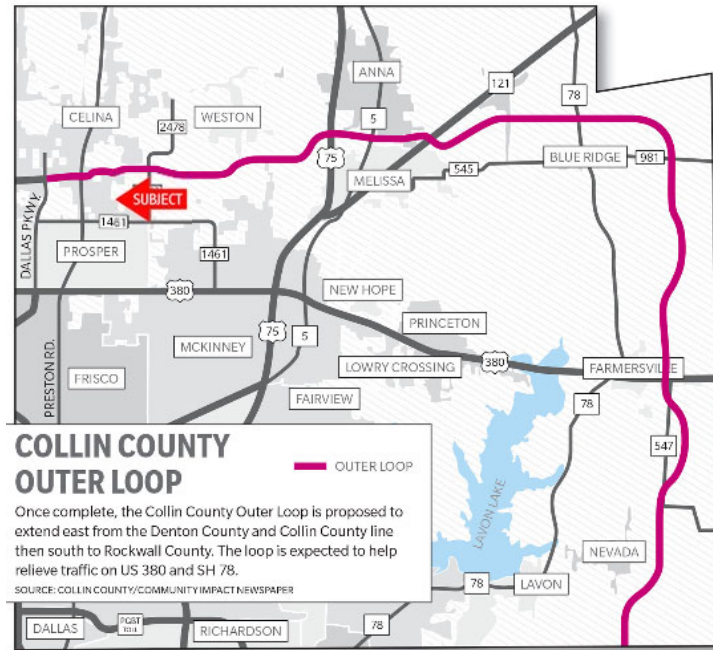 ANNA
121
78
CELINA
WESTON
2478
5
75
MELISSA
545
BLUE RIDGE
981
SUBJECT
1461
DALLAS PKWY.
PROSPER
1461
380
NEW HOPE
PRINCETON
75
5
MCKINNEY
LOWRY CROSSING
380
PRESTON RD.
FRISCO
FAIRVIEW
FARMERSVILLE
78
547
COLLIN COUNTY
OUTER LOOP
OUTER LOOP
Once complete, the Collin County Outer Loop is proposed to
extend east from the Denton County and Collin County line
then south to Rockwall County. The loop is expected to help
relieve traffic on US 380 and SH 78.
SOURCE: COLLIN COUNTY/COMMUNITY IMPACT NEWSPAPER
LAVON LAKE
NEVADA
78
LAVON
DALLAS
PGBT
TOLL
RICHARDSON
78